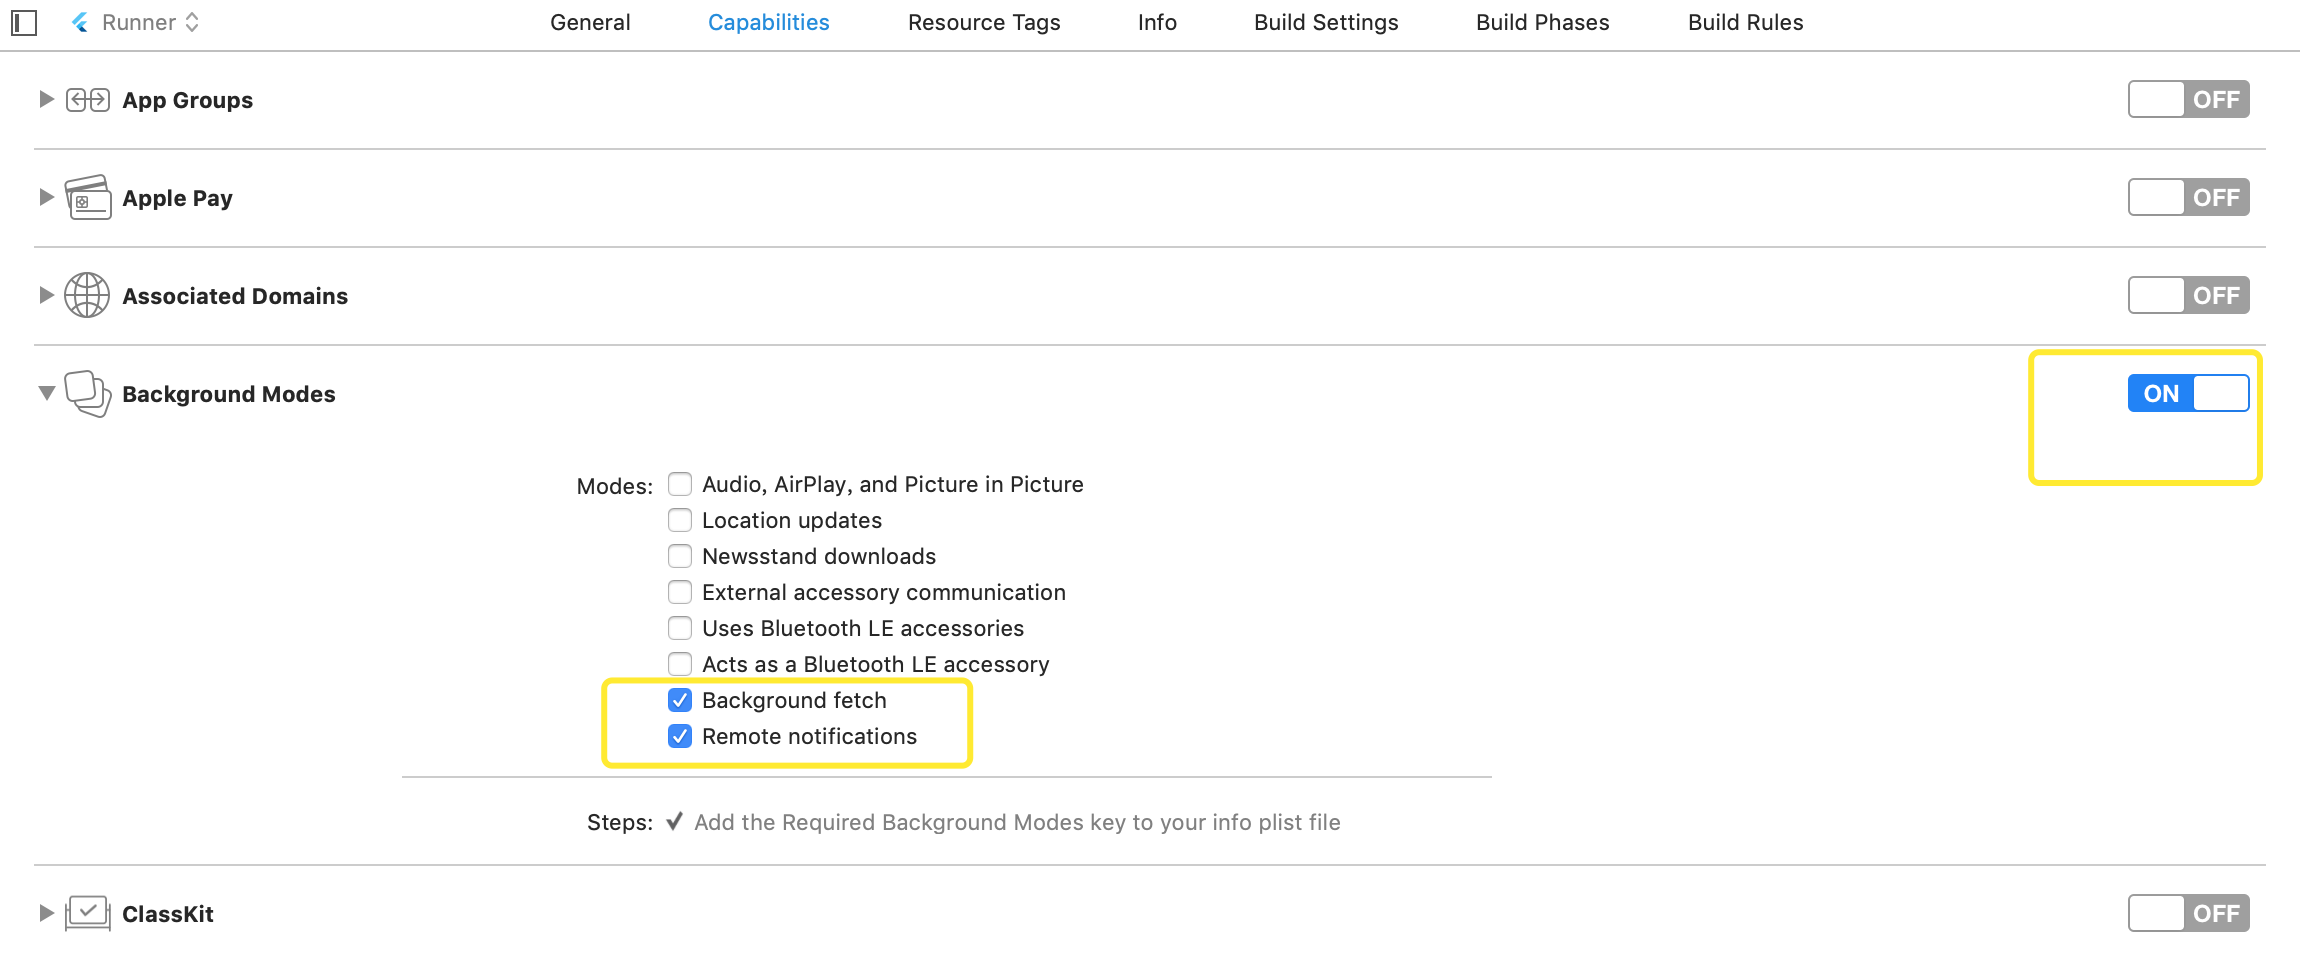 Runner General Capabilities Resource Tags Info Build Settings Build Phases Build Rules
App Groups OFF
Apple Pay OFF
Associated Domains OFF
Background Modes ON
Modes: Audio, AirPlay, and Picture in Picture
Location updates
Newsstand downloads
External accessory communication
Uses Bluetooth LE accessories
Acts as a Bluetooth LE accessory
Background fetch
Remote notifications
Steps: Add the Required Background Modes key to your info plist file
ClassKit OFF